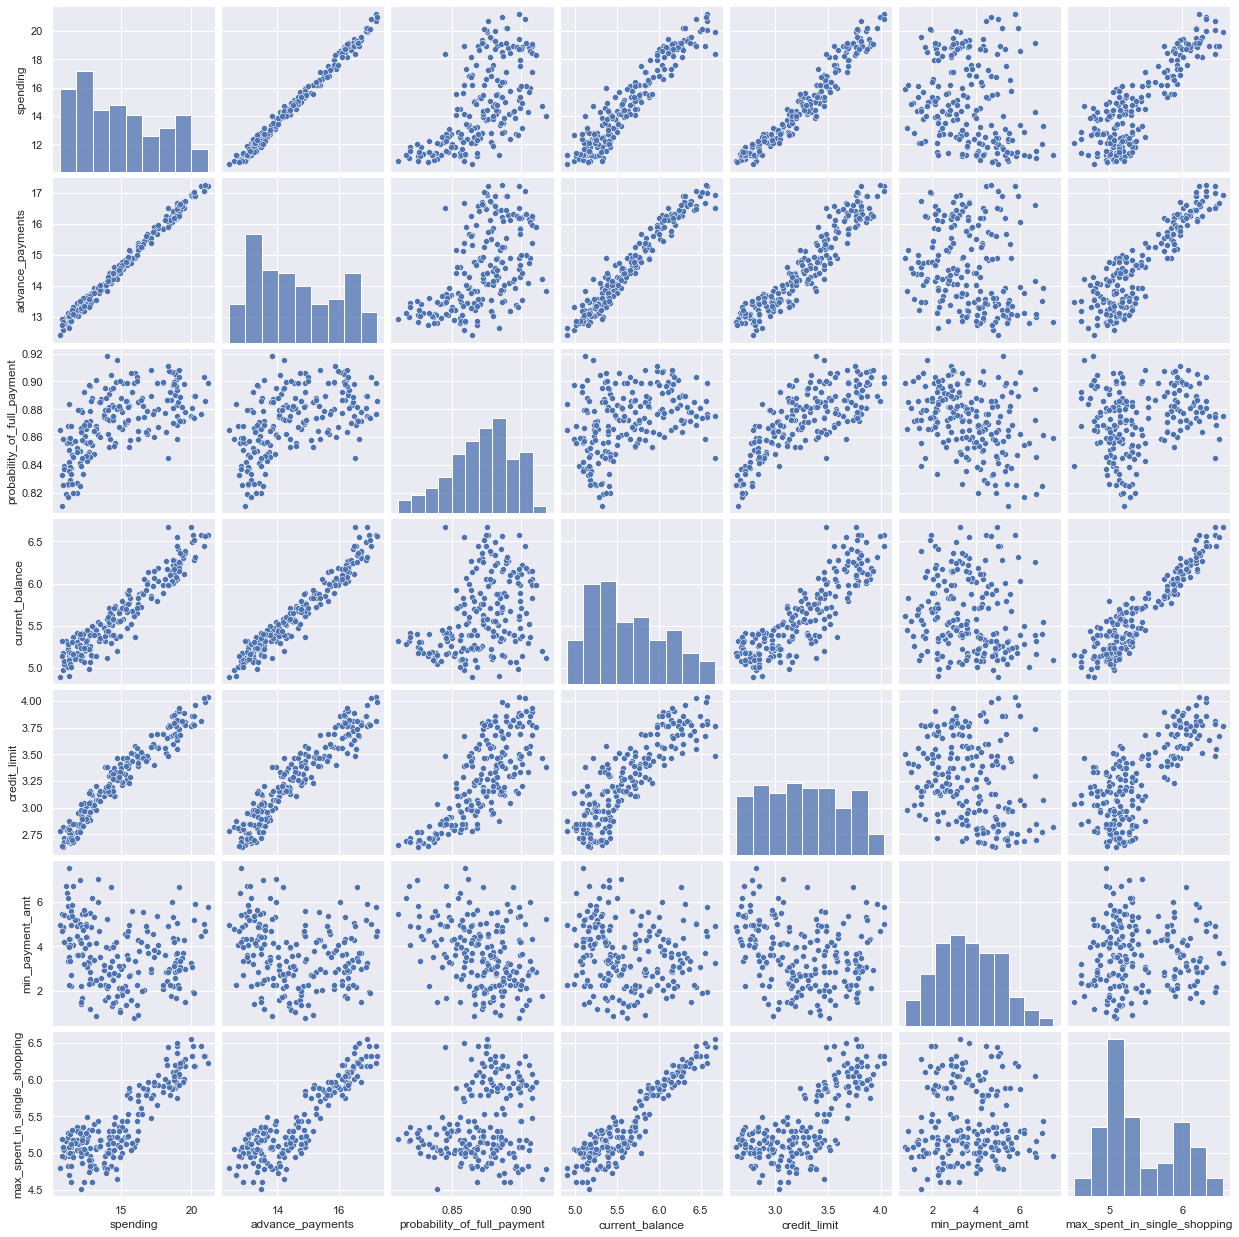 20
18
16
14
12
spending
17
16
15
14
13
advance_payments
0.92
0.90
0.88
0.86
0.84
0.82
probability_of_full_payment
6.5
6.0
5.5
5.0
current_balance
4.00
3.75
3.50
3.25
3.00
2.75
credit_limit
6
4
2
min_payment_amt
6.5
6.0
5.5
5.0
4.5
max_spent_in_single_shopping
15 20
spending
14 16
advance_payments
0.85 0.90
probability_of_full_payment
5.0 5.5 6.0 6.5
current_balance
3.0 3.5 4.0
credit_limit
2 4 6
min_payment_amt
5 6
max_spent_in_single_shopping